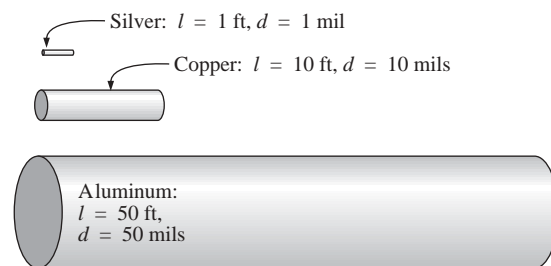 Silver: l = 1 ft, d = 1 mil
Copper: l = 10 ft, d = 10 mils
Aluminum:
l = 50 ft,
d = 50 mils